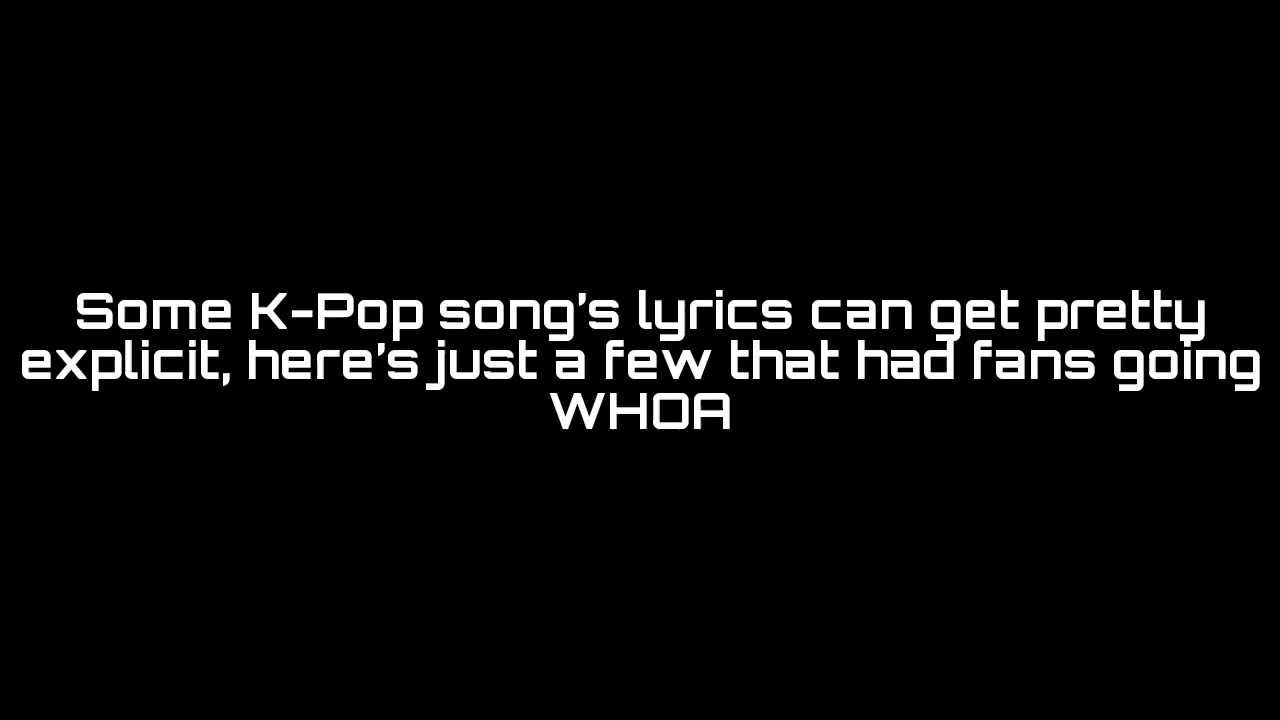 Some K-Pop song's lyrics can get pretty
explicit, here's just a few that had fans going
WHOA